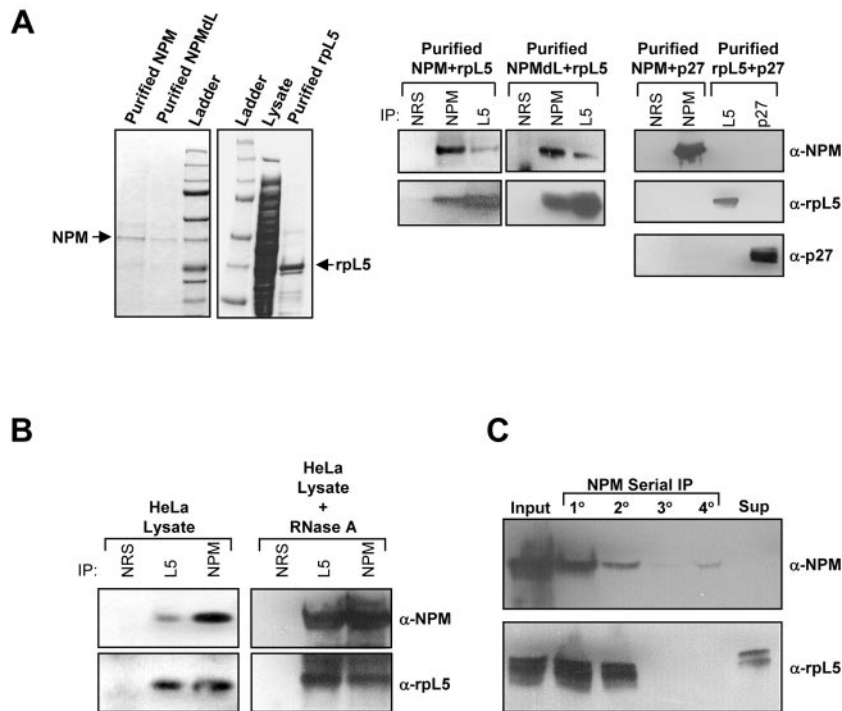 A
Purified NPM
Purified NPMdL
Ladder
Ladder
Lysate
Purified rpL5
NPM
rpL5
Purified NPM+rpL5
Purified NPMdL+rpL5
Purified NPM+p27
Purified rpL5+p27
IP:
NRS
NPM
L5
NRS
NPM
L5
NRS
NPM
L5
p27
α-NPM
α-rpL5
α-p27
B
HeLa
Lysate
HeLa
Lysate
+
RNase A
IP:
NRS
L5
NPM
NRS
L5
NPM
α-NPM
α-rpL5
C
NPM Serial IP
Input
1°
2°
3°
4°
Sup
α-NPM
α-rpL5